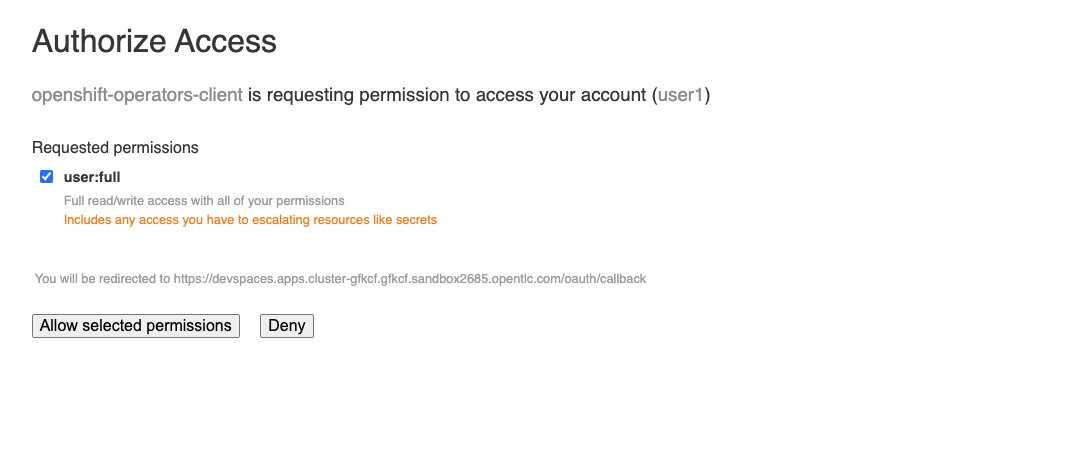 Authorize Access
openshift-operators-client is requesting permission to access your account (user1)
Requested permissions
user:full
Full read/write access with all of your permissions
Includes any access you have to escalating resources like secrets
You will be redirected to https://devspaces.apps.cluster-gfkcf.gfkcf.sandbox2685.opentlc.com/oauth/callback
Allow selected permissions Deny